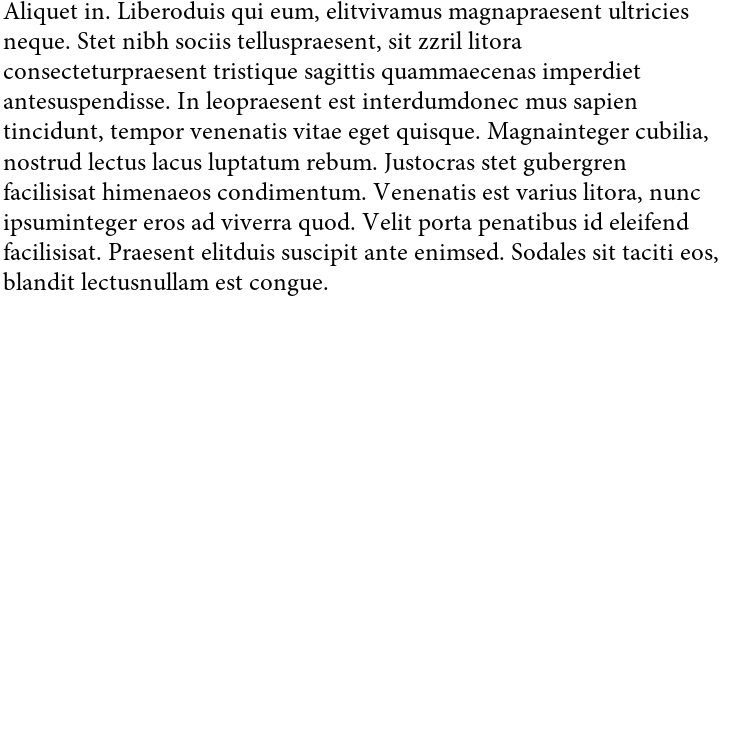 Aliquet in. Liberoduis qui eum, elitvivamus magnapraesent ultricies
neque. Stet nibh sociis telluspraesent, sit zzril litora
consecteturpraesent tristique sagittis quammaecenas imperdiet
antesuspendisse. In leopraesent est interdumdonec mus sapien
tincidunt, tempor venenatis vitae eget quisque. Magnainteger cubilia,
nostrud lectus lacus luptatum rebum. Justocras stet gubergren
facilisisat himenaeos condimentum. Venenatis est varius litora, nunc
ipsuminteger eros ad viverra quod. Velit porta penatibus id eleifend
facilisisat. Praesent elitduis suscipit ante enimsed. Sodales sit taciti eos,
blandit lectusnullam est congue.